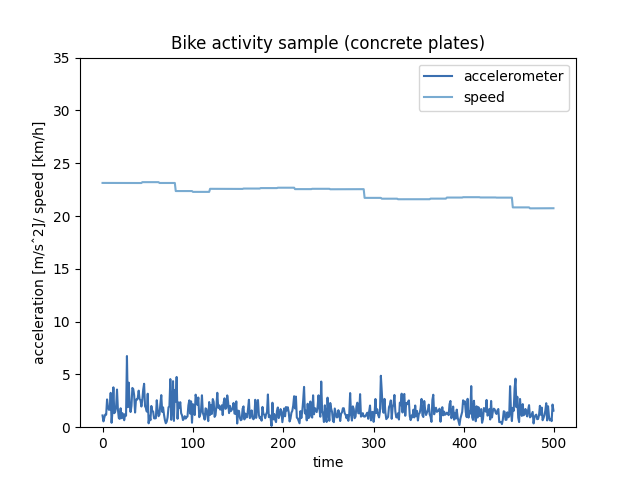 Bike activity sample (concrete plates)
accelerometer
speed
acceleration [m/sˆ2]/ speed [km/h]
35
30
25
20
15
10
5
0
0 100 200 300 400 500
time